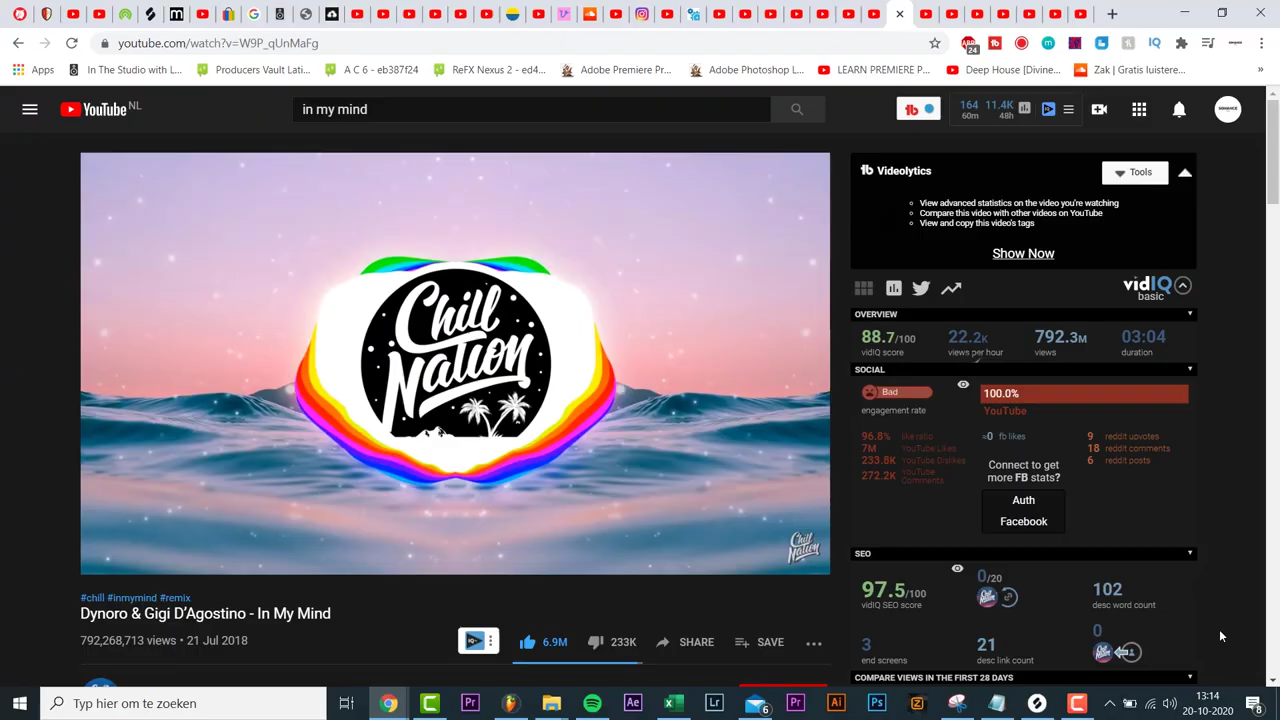 youtube.com/watch?v=W9P_qUnMaFg
24
Apps
In The Studio with L...
Producers Vault Lati...
A C 6 - eb387f24
ReFX Nexus 2 - ed4...
Adobe Premiere Pr...
Adobe Photoshop L...
LEARN PREMIERE P...
Deep House [Divine...
Zak | Gratis luistere...
YouTube NL
in my mind
164 11.4K
60m 48h
tb Videolytics
Tools
View advanced statistics on the video you're watching
Compare this video with other videos on YouTube
View and copy this video's tags
Show Now
vidIQ
basic
OVERVIEW
88.7/100 22.2K 792.3M 03:04
vidIQ score views per hour views duration
SOCIAL
Bad
engagement rate
100.0%
YouTube
96.8% like ratio
7M YouTube Likes
233.8K YouTube Dislikes
272.2K YouTube Comments
≈0 fb likes
Connect to get
more FB stats?
Auth
Facebook
9 reddit upvotes
18 reddit comments
6 reddit posts
SEO
97.5/100
vidIQ SEO score
0/20
102
desc word count
3
end screens
21
desc link count
0
COMPARE VIEWS IN THE FIRST 28 DAYS
Chill
Nation
Chill
Nation
#chill #inmymind #remix
Dynoro & Gigi D'Agostino - In My Mind
792,268,713 views • 21 Jul 2018
6.9M 233K SHARE SAVE
Typ hier om te zoeken
6
13:14
20-10-2020
8